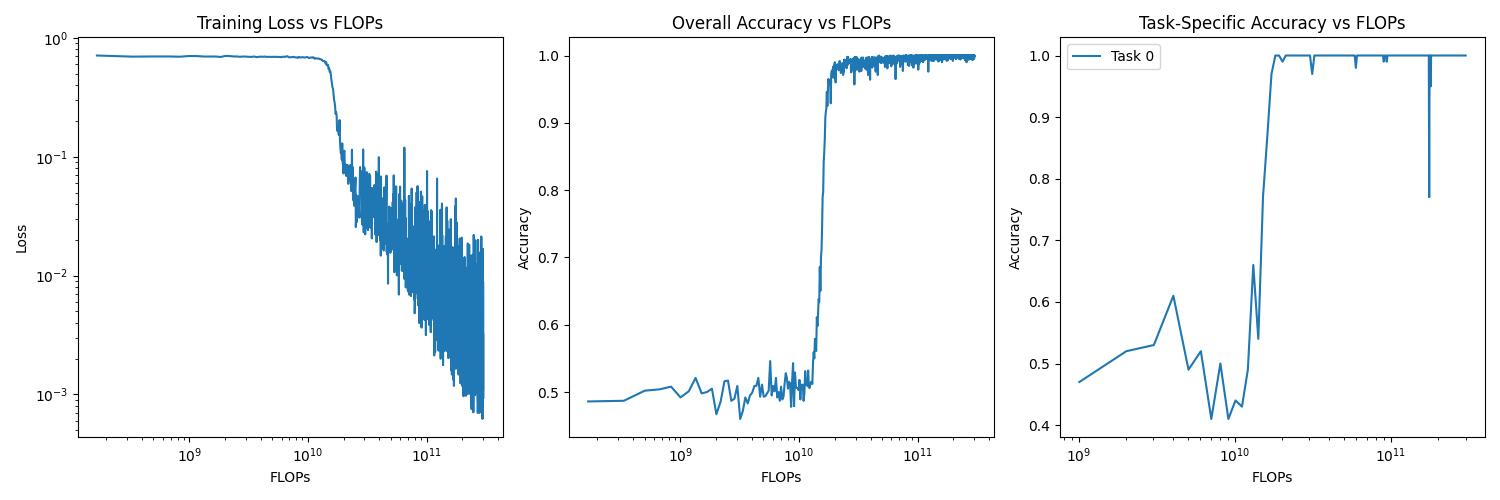 Training Loss vs FLOPs
10⁰
10⁻¹
10⁻²
10⁻³
Loss
10⁹
10¹⁰
10¹¹
FLOPs
Overall Accuracy vs FLOPs
1.0
0.9
0.8
0.7
0.6
0.5
Accuracy
10⁹
10¹⁰
10¹¹
FLOPs
Task-Specific Accuracy vs FLOPs
Task 0
1.0
0.9
0.8
0.7
0.6
0.5
0.4
Accuracy
10⁹
10¹⁰
10¹¹
FLOPs